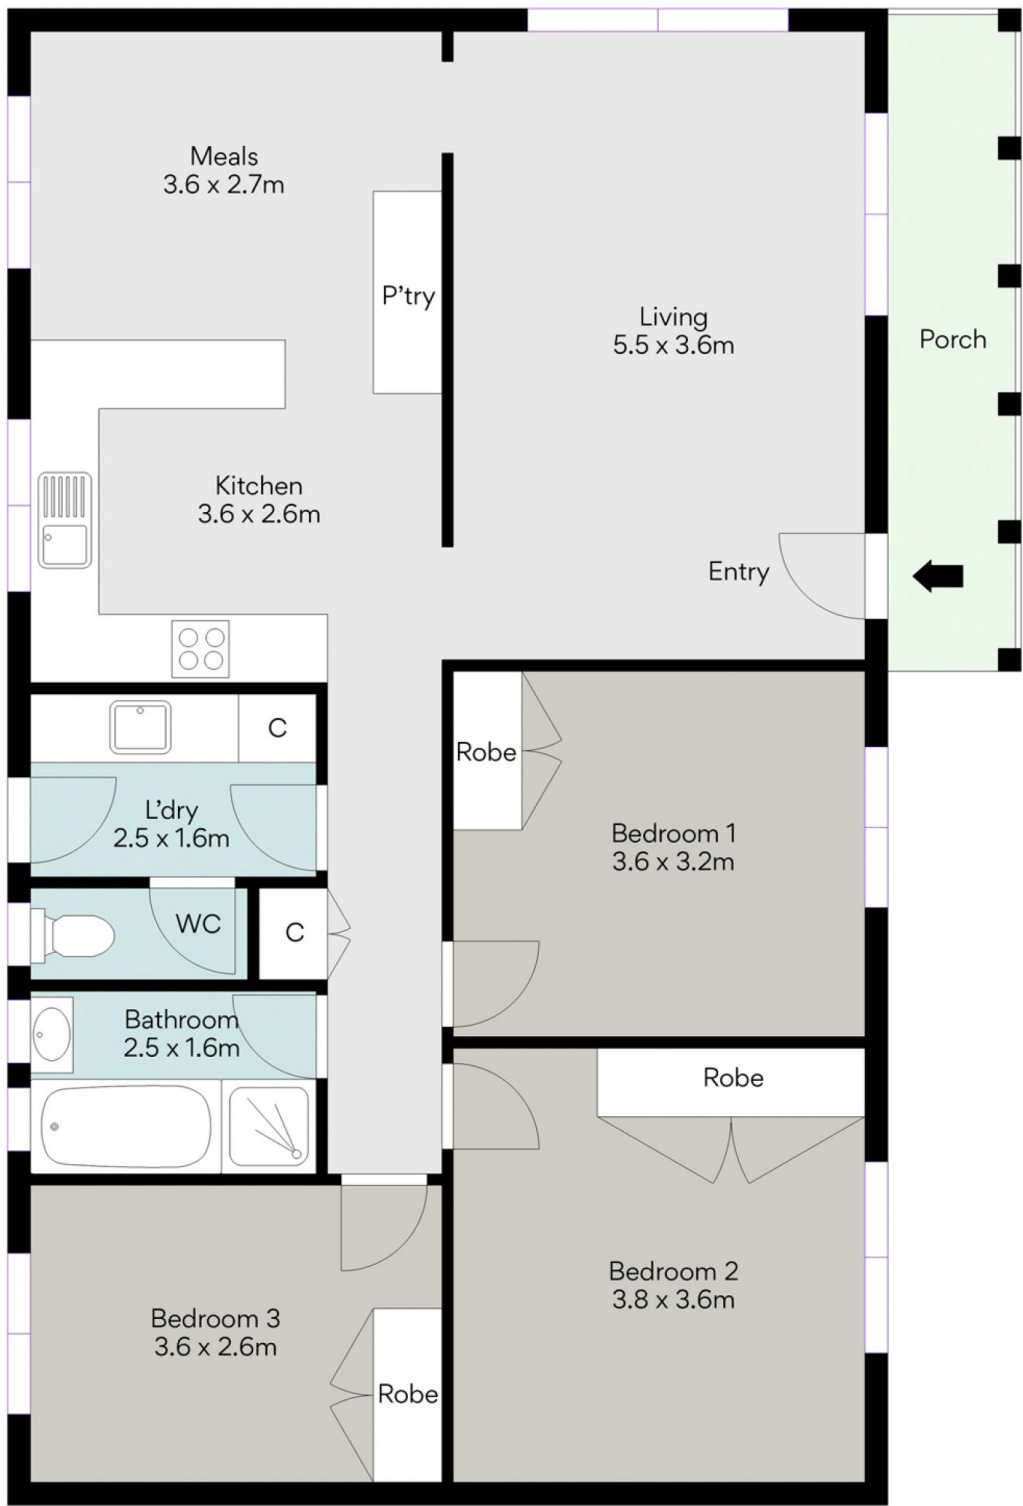 Meals
3.6 x 2.7m
P'try
Living
5.5 x 3.6m
Porch
Kitchen
3.6 x 2.6m
Entry
C
Robe
L'dry
2.5 x 1.6m
Bedroom 1
3.6 x 3.2m
WC
C
Bathroom
2.5 x 1.6m
Robe
Bedroom 2
3.8 x 3.6m
Bedroom 3
3.6 x 2.6m
Robe